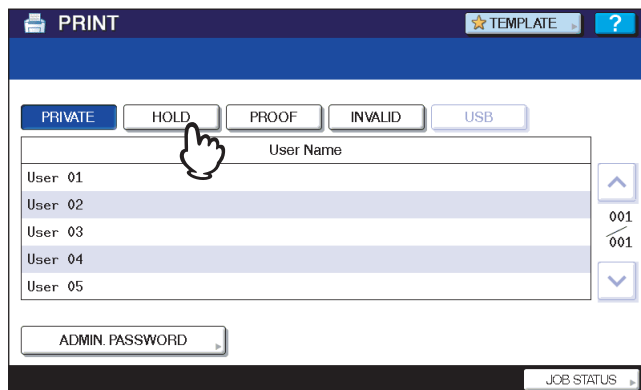 PRINT
TEMPLATE
?
PRIVATE
HOLD
PROOF
INVALID
USB
User Name
User 01
User 02
User 03
User 04
User 05
001
001
ADMIN. PASSWORD
JOB STATUS